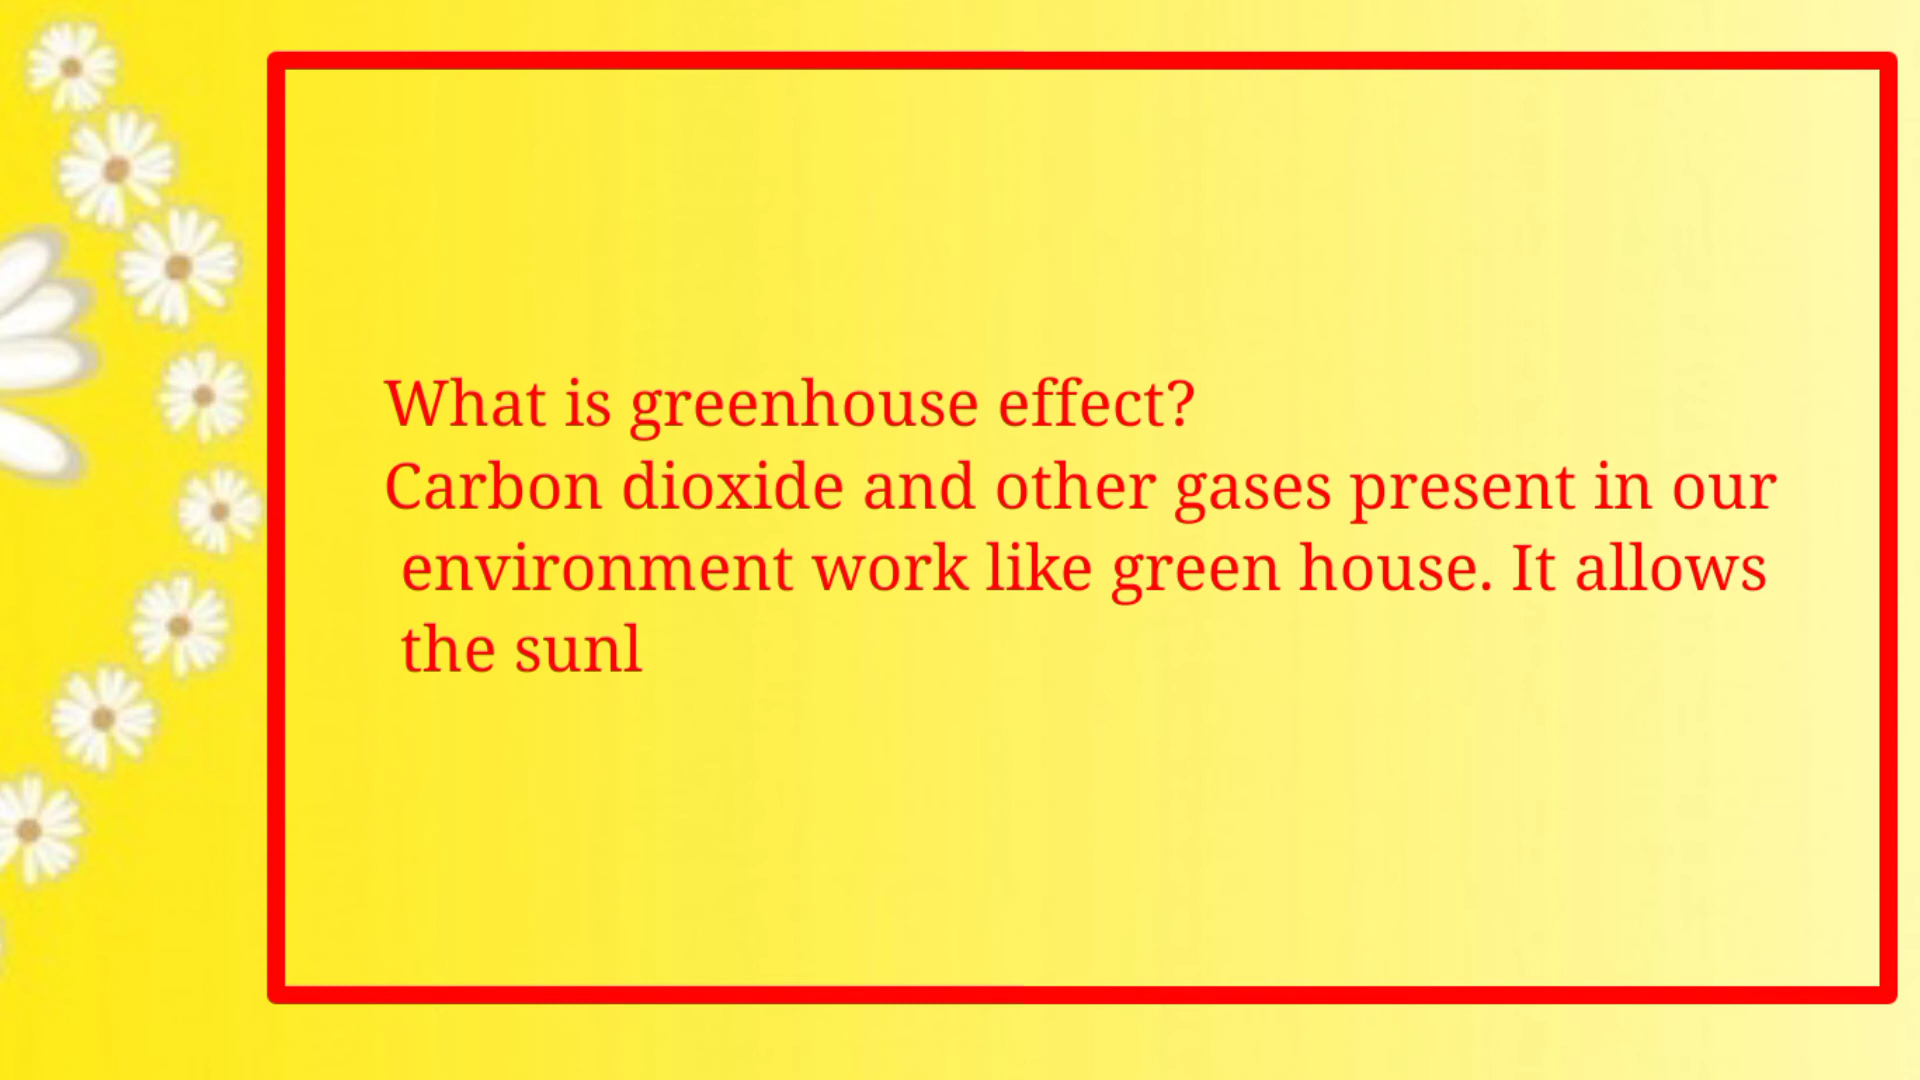 What is greenhouse effect?
Carbon dioxide and other gases present in our
environment work like green house. It allows
the sunl